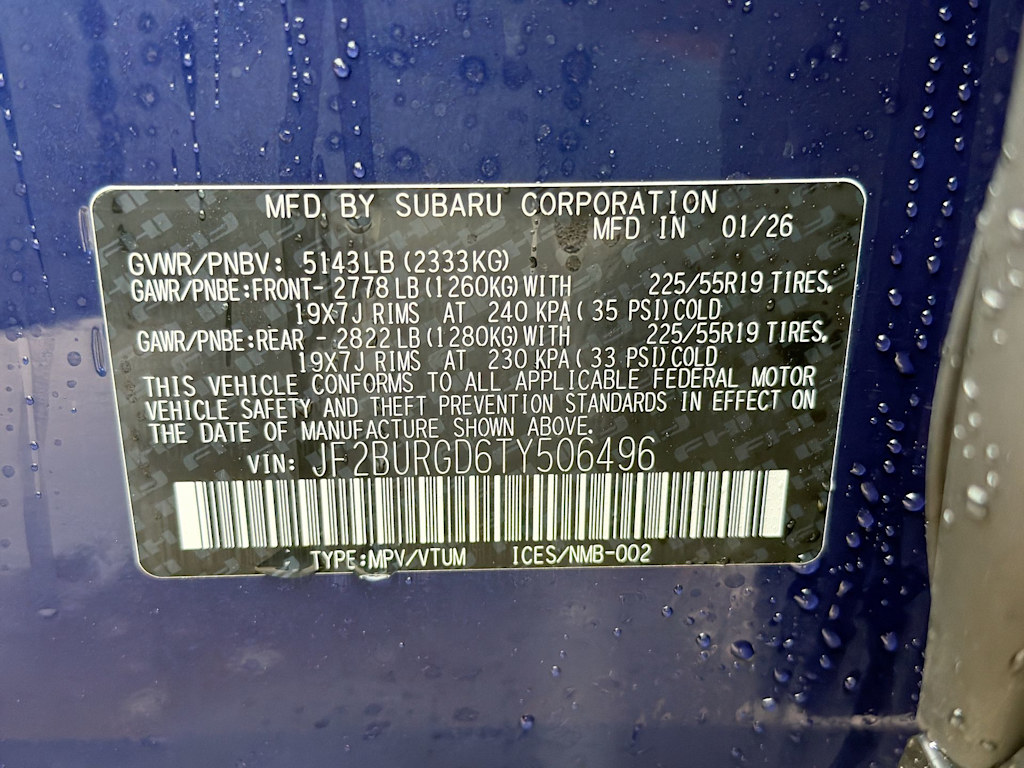 MFD. BY SUBARU CORPORATION
MFD IN 01/26
GVWR/PNBV: 5143LB (2333KG)
GAWR/PNBE:FRONT- 2778 LB (1260KG) WITH 225/55R19 TIRES,
19X7J RIMS AT 240 KPA ( 35 PSI) COLD
GAWR/PNBE:REAR - 2822 LB (1280KG) WITH 225/55R19 TIRES,
19X7J RIMS AT 230 KPA ( 33 PSI) COLD
THIS VEHICLE CONFORMS TO ALL APPLICABLE FEDERAL MOTOR
VEHICLE SAFETY AND THEFT PREVENTION STANDARDS IN EFFECT ON
THE DATE OF MANUFACTURE SHOWN ABOVE.
VIN: JF2BURGD6TY506496
TYPE:MPV/VTUM ICES/NMB-002